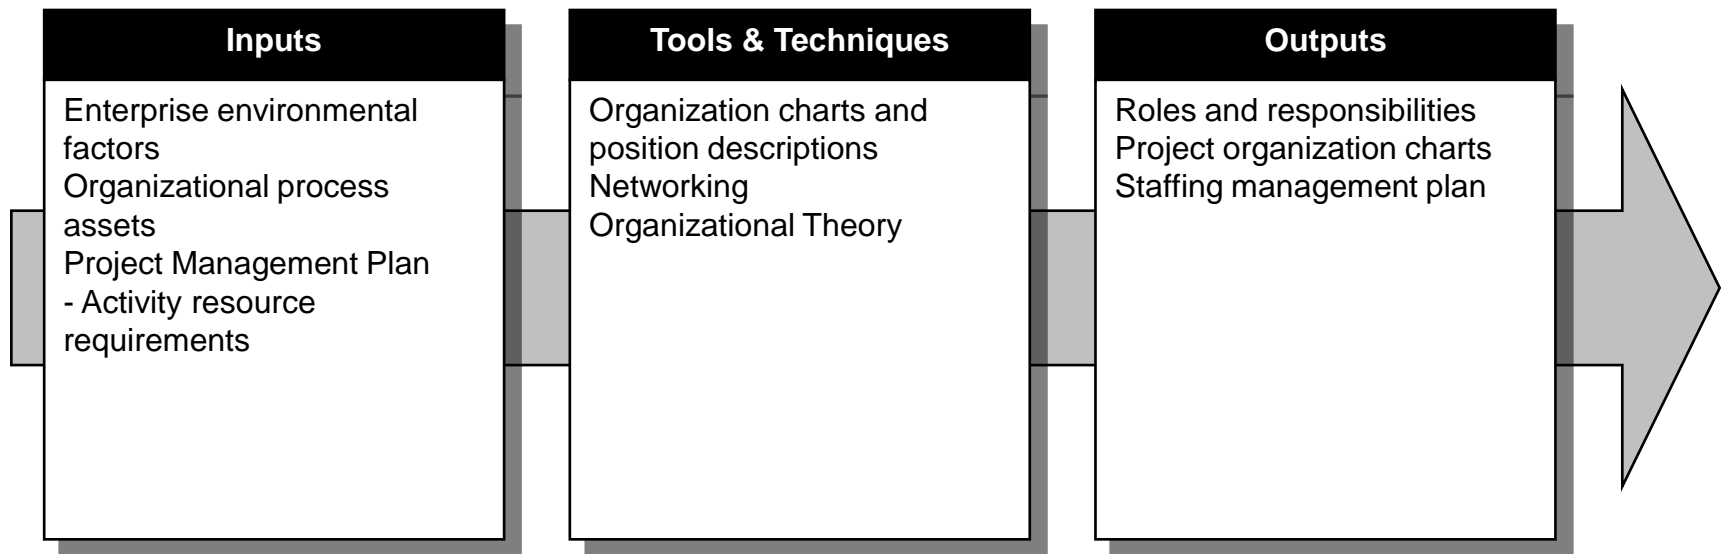 Inputs
Enterprise environmental
factors
Organizational process
assets
Project Management Plan
- Activity resource
requirements
Tools & Techniques
Organization charts and
position descriptions
Networking
Organizational Theory
Outputs
Roles and responsibilities
Project organization charts
Staffing management plan